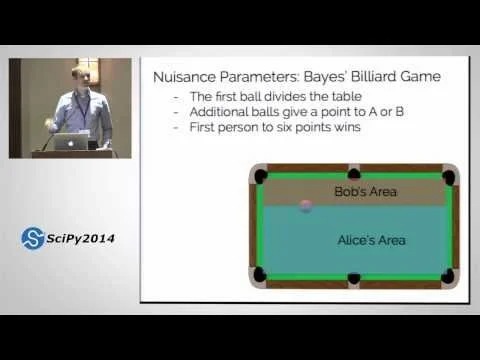 Nuisance Parameters: Bayes' Billiard Game
- The first ball divides the table
- Additional balls give a point to A or B
- First person to six points wins
Bob's Area
Alice's Area
SciPy2014